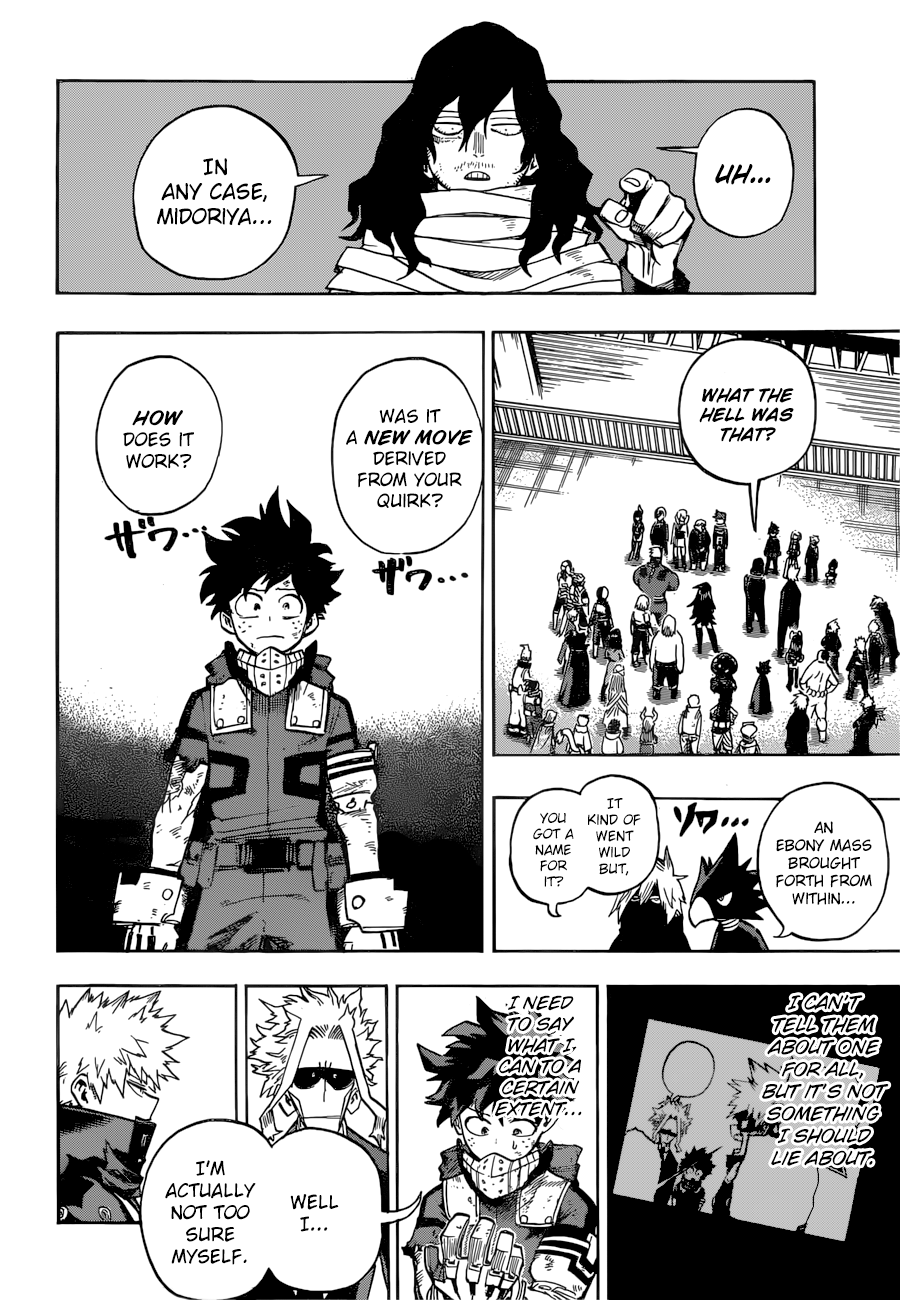 UH...
IN
ANY CASE,
MIDORIYA...
WHAT THE
HELL WAS
THAT?
WAS IT
A NEW MOVE
DERIVED
FROM YOUR
QUIRK?
ザワ...
HOW
DOES IT
WORK?
ザワ...
AN
EBONY MASS
BROUGHT
FORTH FROM
WITHIN...
ザワ...
IT
KIND OF
WENT
WILD
BUT,
YOU
GOT A
NAME
FOR
IT?
I CAN'T
TELL THEM
ABOUT ONE
FOR ALL,
BUT IT'S NOT
SOMETHING
I SHOULD
LIE ABOUT.
I NEED
TO SAY
WHAT I
CAN TO A
CERTAIN
EXTENT...
WELL
I...
I'M
ACTUALLY
NOT TOO
SURE
MYSELF.